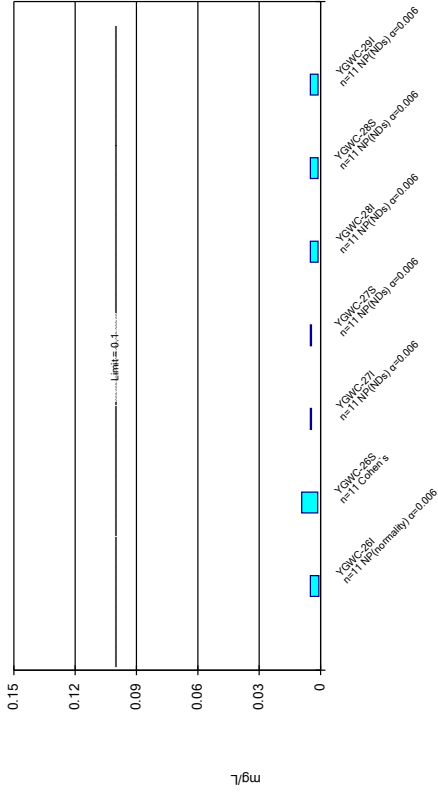 0.15
0.12
0.09
0.06
0.03
0
mg/L
Limit = 0.1
YGWC-26I
n=11 NP(normality) α=0.006
YGWC-26S
n=11 Cohen's
YGWC-27I
n=11 NP(NDs) α=0.006
YGWC-27S
n=11 NP(NDs) α=0.006
YGWC-28I
n=11 NP(NDs) α=0.006
YGWC-28S
n=11 NP(NDs) α=0.006
YGWC-29I
n=11 NP(NDs) α=0.006